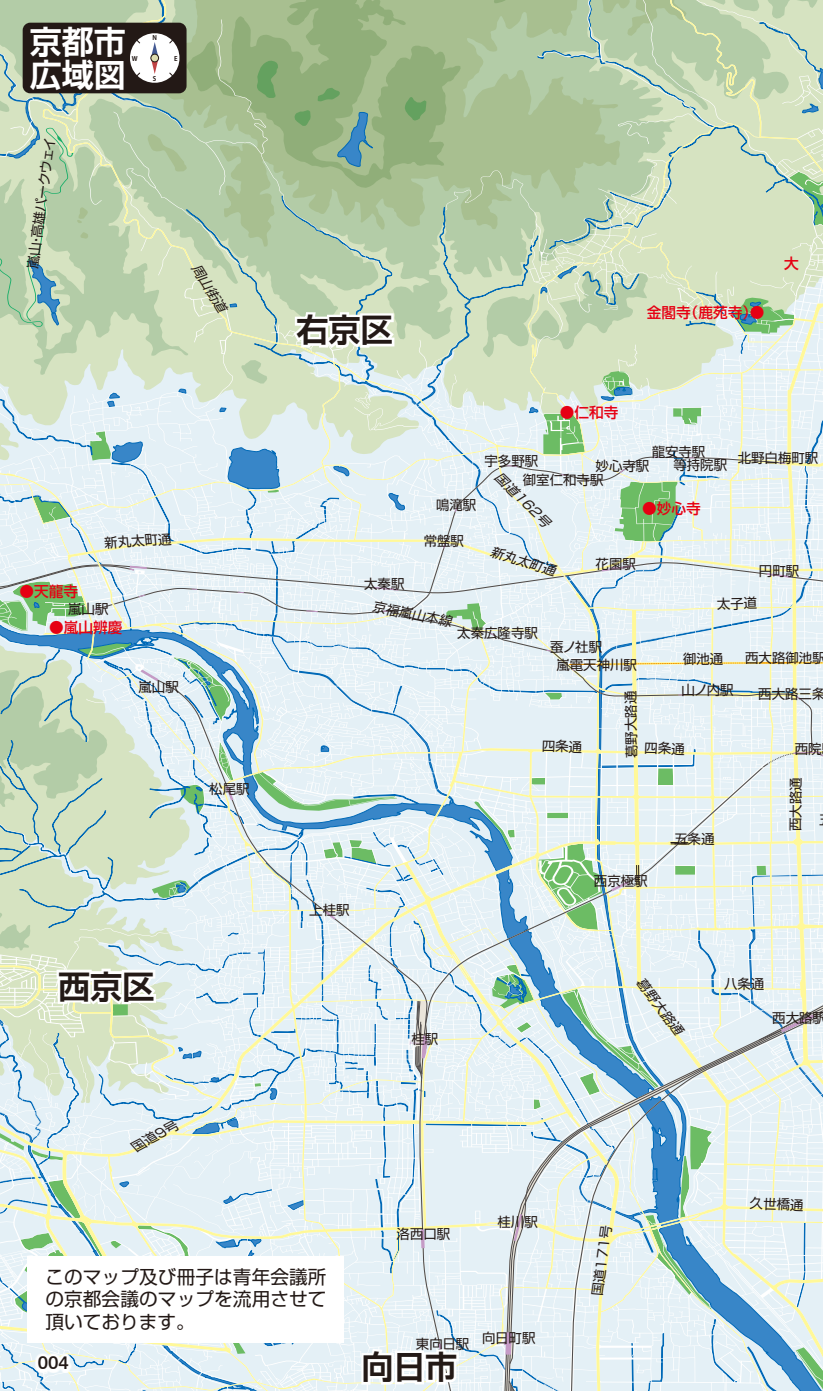 京都市
広域図
N
W
E
S
嵐山・高雄パークウェイ
周山街道
大
右京区
金閣寺(鹿苑寺)
仁和寺
宇多野駅
妙心寺駅
龍安寺駅
等持院駅
北野白梅町駅
御室仁和寺駅
国道162号
鳴滝駅
妙心寺
新丸太町通
常盤駅
新丸太町通
花園駅
円町駅
太秦駅
天龍寺
嵐山駅
京福嵐山本線
太子道
嵐山辨慶
太秦広隆寺駅
蚕ノ社駅
嵐電天神川駅
御池通
西大路御池駅
嵐山駅
山ノ内駅
西大路三条
葛野大路通
四条通
四条通
西院
松尾駅
西大路通
五条通
西京極駅
上桂駅
西京区
八条通
葛野大路通
西大路駅
桂駅
国道9号
久世橋通
桂川駅
洛西口駅
国道171号
このマップ及び冊子は青年会議所
の京都会議のマップを流用させて
頂いております。
東向日駅
向日町駅
004
向日市